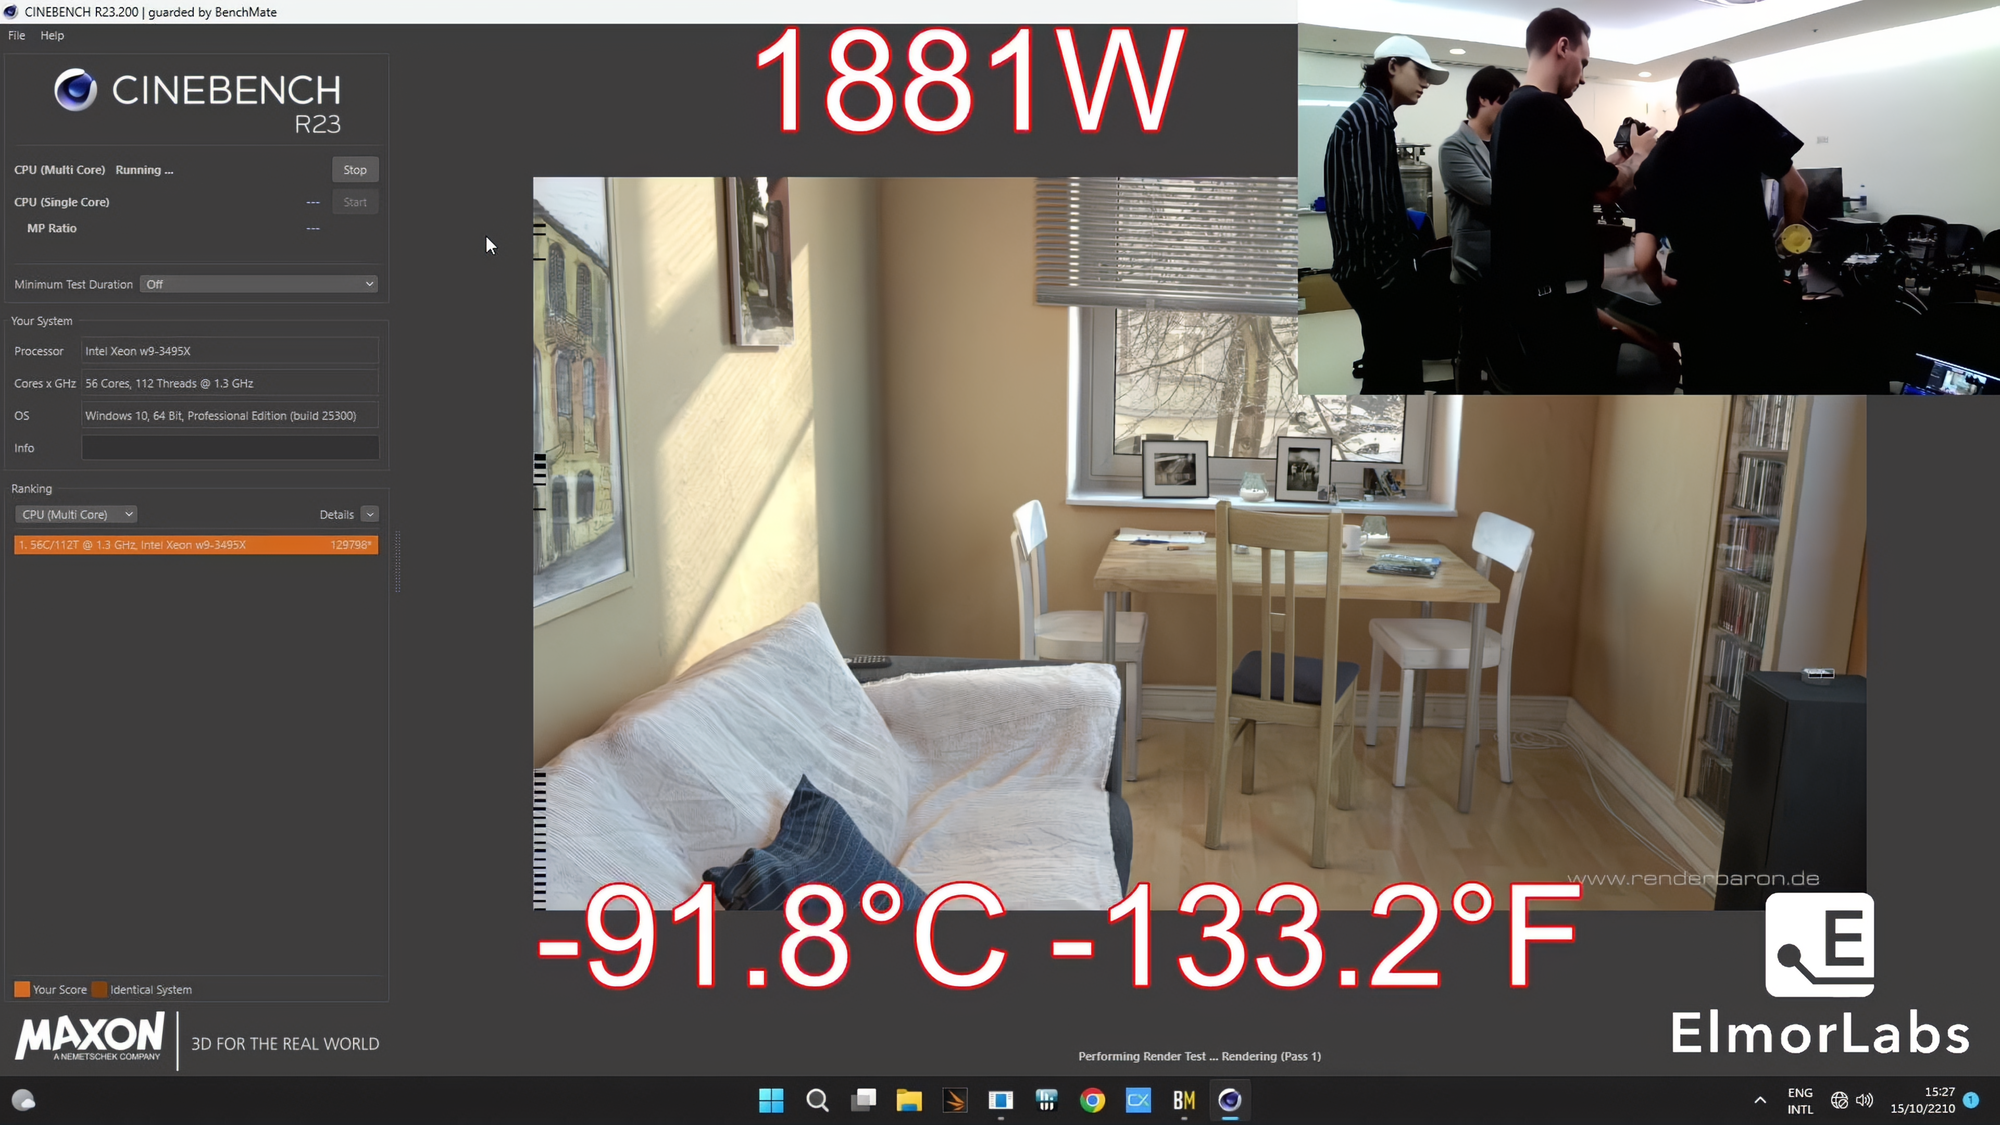 CINEBENCH R23.200 | guarded by BenchMate
File Help
1881W
CINEBENCH
R23
CPU (Multi Core) Running ... Stop
CPU (Single Core) --- Start
MP Ratio ---
Minimum Test Duration Off
Your System
Processor Intel Xeon w9-3495X
Cores x GHz 56 Cores, 112 Threads @ 1.3 GHz
OS Windows 10, 64 Bit, Professional Edition (build 25300)
Info
Ranking
CPU (Multi Core) Details
1. 56C/112T @ 1.3 GHz, Intel Xeon w9-3495X 129798*
www.renderbaron.de
-91.8°C -133.2°F
Your Score Identical System
E
ElmorLabs
MAXON
A NEMETSCHEK COMPANY
3D FOR THE REAL WORLD
Performing Render Test ... Rendering (Pass 1)
CX
BM
ENG
INTL
15:27
15/10/2210
1